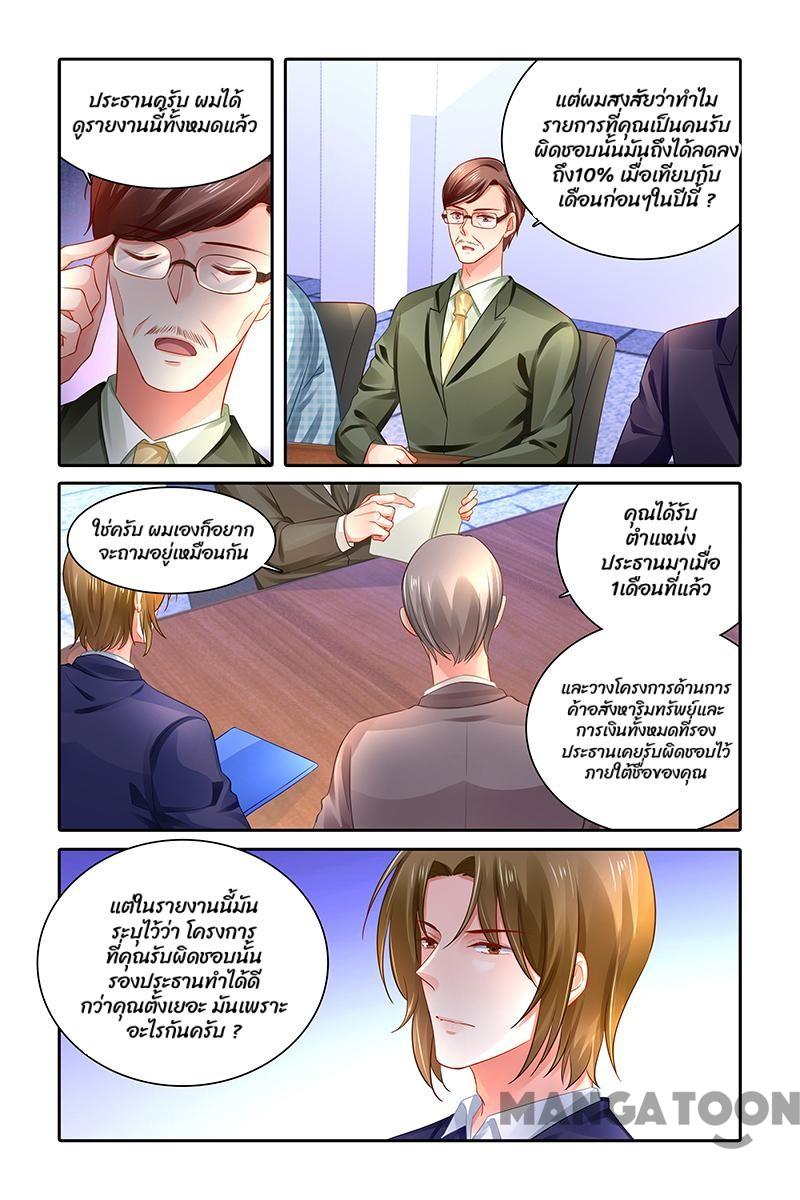 ประธานครับ ผมได้
ดูรายงานนี้ทั้งหมดแล้ว
แต่ผมสงสัยว่าทำไม
รายการที่คุณเป็นคนรับ
ผิดชอบนั้นมันถึงได้ลดลง
ถึง10% เมื่อเทียบกับ
เดือนก่อนๆในปีนี้ ?
ใช่ครับ ผมเองก็อยาก
จะถามอยู่เหมือนกัน
คุณได้รับ
ตำแหน่ง
ประธานมาเมื่อ
1เดือนที่แล้ว
และวางโครงการด้านการ
ค้าอสังหาริมทรัพย์และ
การเงินทั้งหมดที่รอง
ประธานเคยรับผิดชอบไว้
ภายใต้ชื่อของคุณ
แต่ในรายงานนี้มัน
ระบุไว้ว่า โครงการ
ที่คุณรับผิดชอบนั้น
รองประธานทำได้ดี
กว่าคุณตั้งเยอะ มันเพราะ
อะไรกันครับ ?
MANGATOON